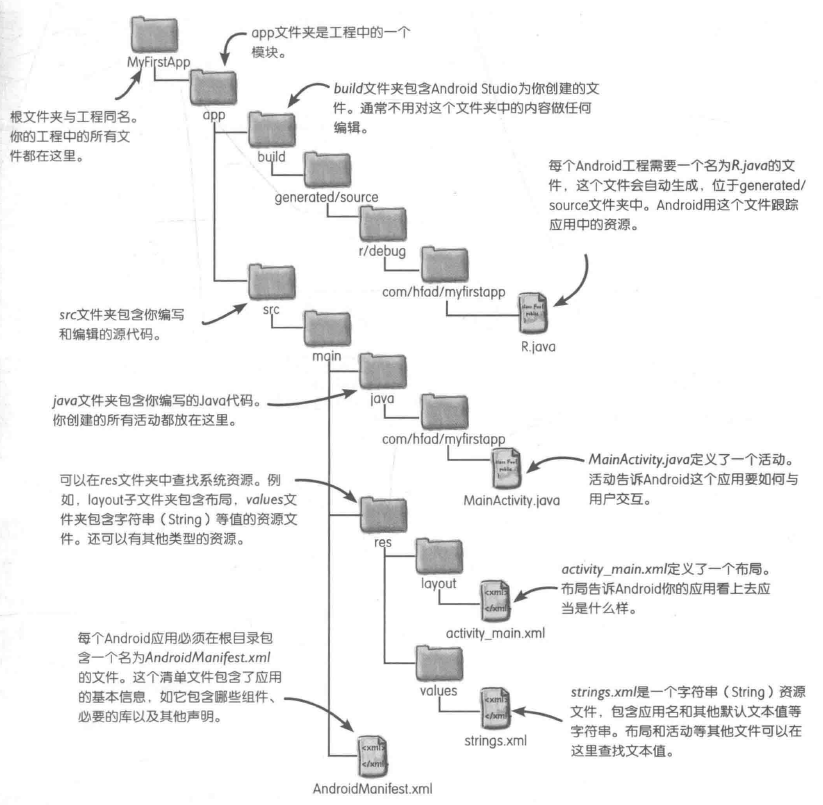 app文件夹是工程中的一个
模块。
MyFirstApp
app
根文件夹与工程同名。
你的工程中的所有文
件都在这里。
build文件夹包含Android Studio为你创建的文
件。通常不用对这个文件夹中的内容做任何
编辑。
build
generated/source
每个Android工程需要一个名为R.java的文
件，这个文件会自动生成，位于generated/
source文件夹中。Android用这个文件跟踪
应用中的资源。
r/debug
com/hfad/myfirstapp
R.java
src文件夹包含你编写
和编辑的源代码。
src
main
java文件夹包含你编写的Java代码。
你创建的所有活动都放在这里。
java
com/hfad/myfirstapp
MainActivity.java
MainActivity.java定义了一个活动。
活动告诉Android这个应用要如何与
用户交互。
可以在res文件夹中查找系统资源。例
如，layout子文件夹包含布局，values文
件夹包含字符串（String）等值的资源文
件。还可以有其他类型的资源。
res
layout
<xml>
</xml>
activity_main.xml
activity_main.xml定义了一个布局。
布局告诉Android你的应用看上去应
当是什么样。
每个Android应用必须在根目录包
含一个名为AndroidManifest.xml
的文件。这个清单文件包含了应用
的基本信息，如它包含哪些组件、
必要的库以及其他声明。
values
<xml>
</xml>
strings.xml
strings.xml是一个字符串（String）资源
文件，包含应用名和其他默认文本值等
字符串。布局和活动等其他文件可以在
这里查找文本值。
<xml>
</xml>
AndroidManifest.xml